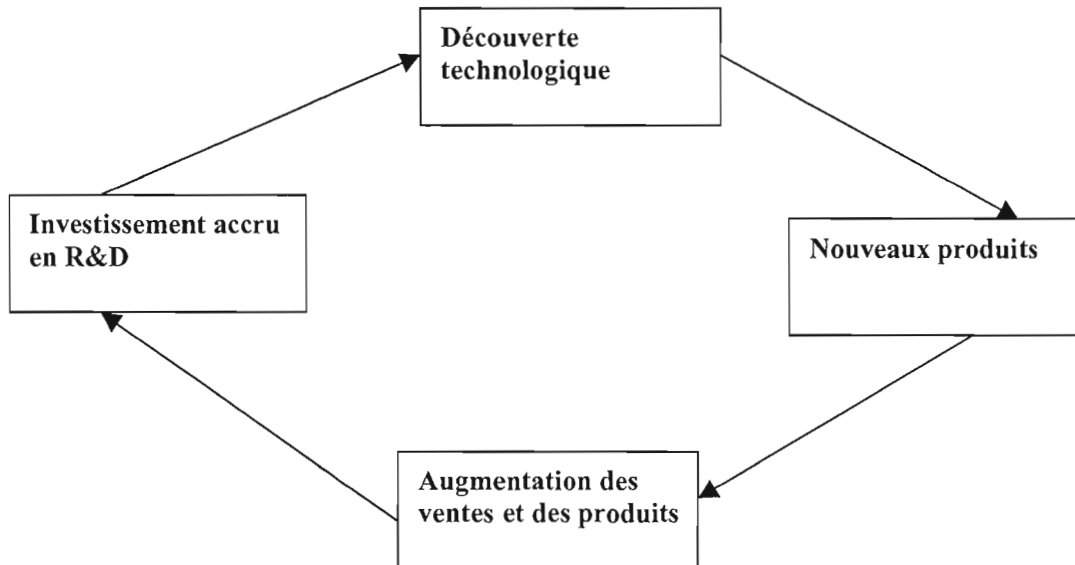 Découverte
technologique
Investissement accru
en R&D
Nouveaux produits
Augmentation des
ventes et des produits